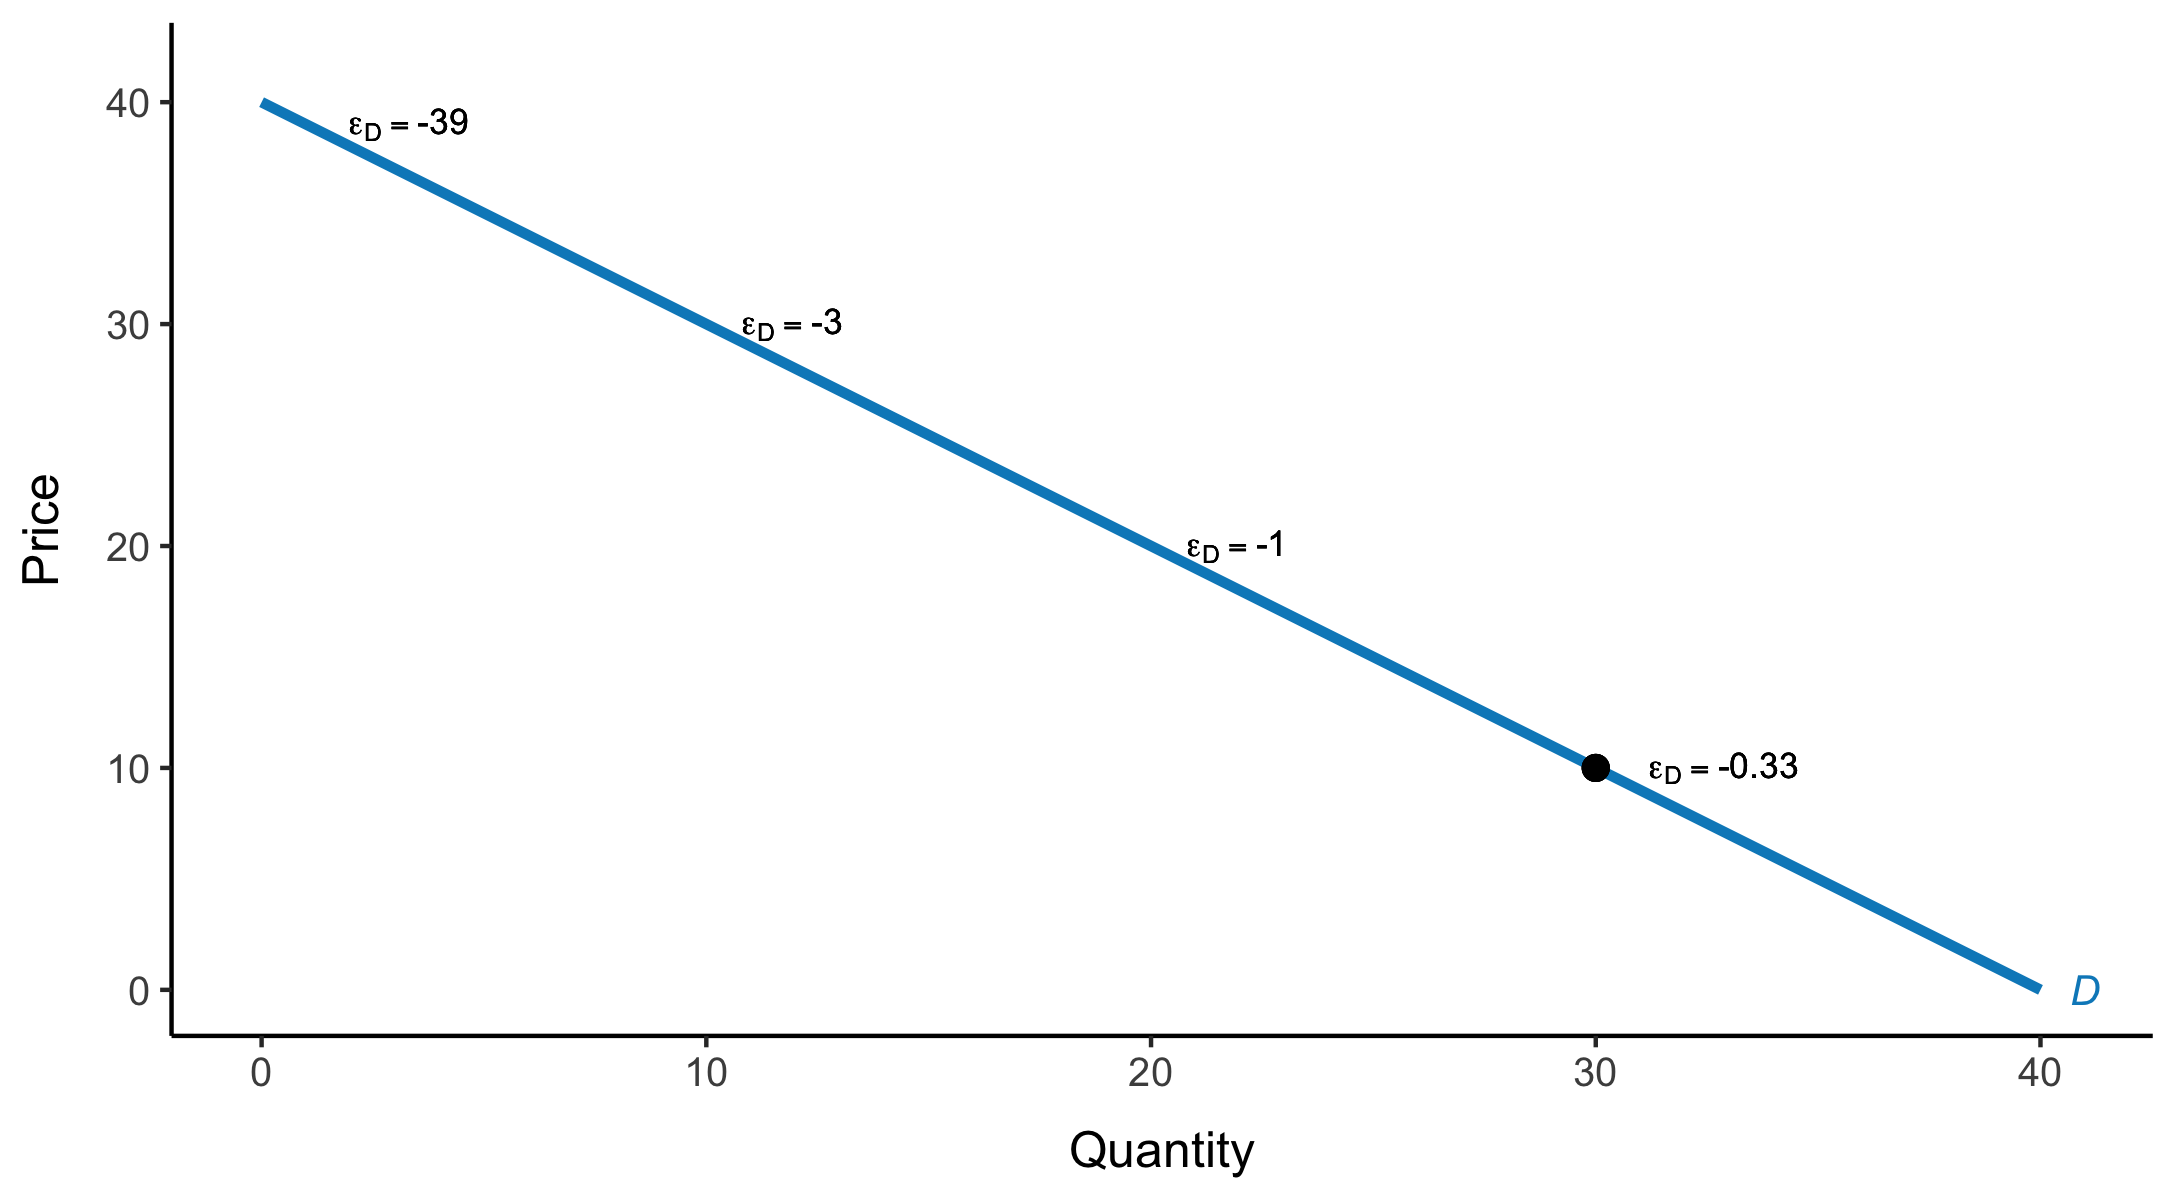 40
εD = -39
30
εD = -3
20
εD = -1
10
εD = -0.33
0
D
0 10 20 30 40
Price
Quantity